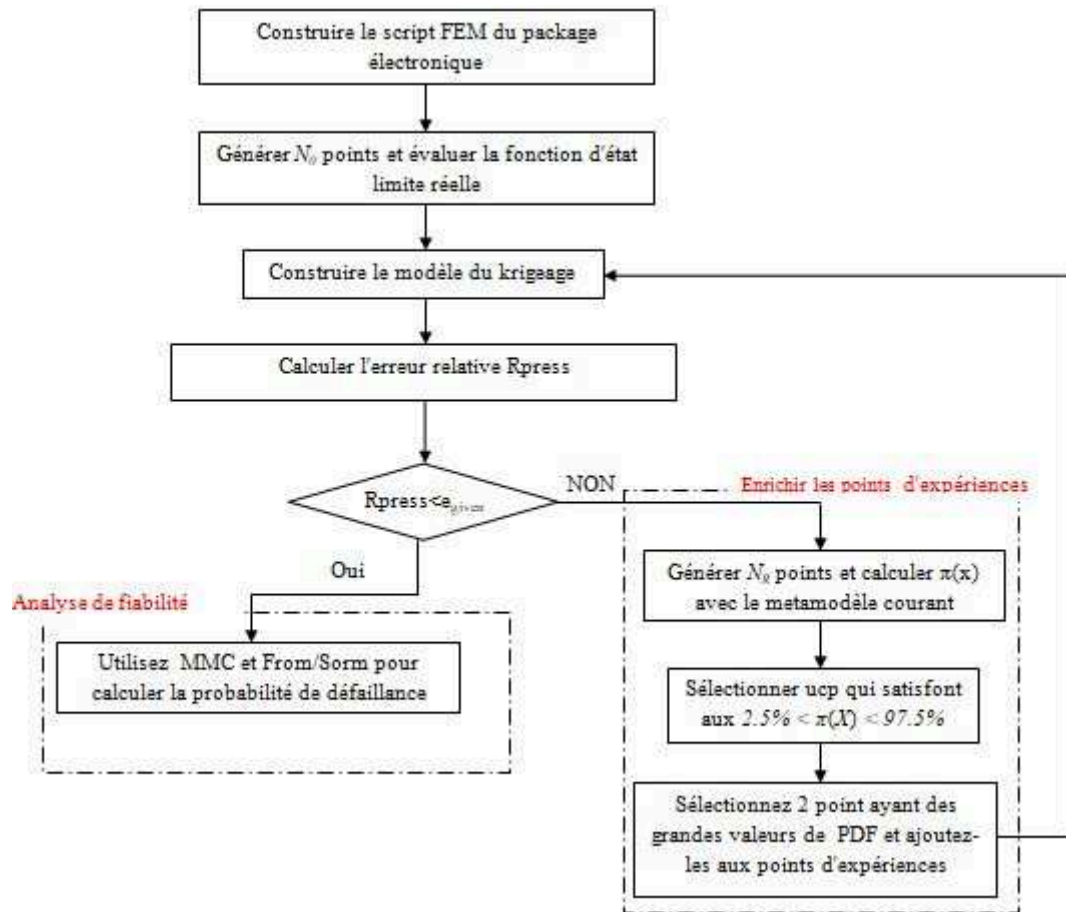 Construire le script FEM du package
électronique
Générer N₀ points et évaluer la fonction d'état
limite réelle
Construire le modèle du krigeage
Calculer l'erreur relative Rpress
Rpress<e_given
NON
Enrichir les points d'expériences
Oui
Générer N_R points et calculer π(x)
avec le metamodèle courant
Analyse de fiabilité
Utilisez MMC et From/Sorm pour
calculer la probabilité de défaillance
Sélectionner ucp qui satisfont
aux 2.5% < π(X) < 97.5%
Sélectionnez 2 point ayant des
grandes valeurs de PDF et ajoutez-
les aux points d'expériences